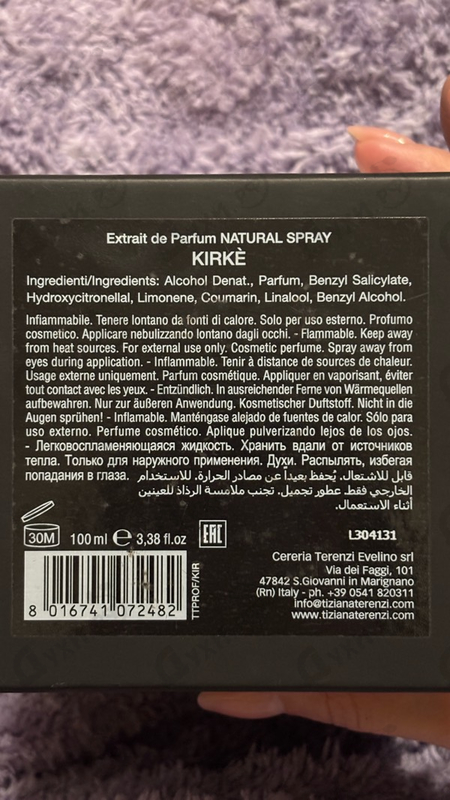 Extrait de Parfum NATURAL SPRAY
KIRKÈ
Ingredienti/Ingredients: Alcohol Denat., Parfum, Benzyl Salicylate,
Hydroxycitronellal, Limonene, Coumarin, Linalool, Benzyl Alcohol.
Infiammabile. Tenere lontano da fonti di calore. Solo per uso esterno. Profumo
cosmetico. Applicare nebulizzando lontano dagli occhi. - Flammable. Keep away
from heat sources. For external use only. Cosmetic perfume. Spray away from
eyes during application. - Inflammable. Tenir à distance de sources de chaleur.
Usage externe uniquement. Parfum cosmétique. Appliquer en vaporisant, éviter
tout contact avec les yeux. - Entzündlich. In ausreichender Ferne von Wärmequellen
aufbewahren. Nur zur äußeren Anwendung. Kosmetischer Duftstoff. Nicht in die
Augen sprühen! - Inflamable. Manténgase alejado de fuentes de calor. Sólo para
uso externo. Perfume cosmético. Aplique pulverizando lejos de los ojos.
- Легковоспламеняющаяся жидкость. Хранить вдали от источников
тепла. Только для наружного применения. Духи. Распылять, избегая
попадания в глаза. قابل للاشتعال. يُحفظ بعيداً عن مصادر الحرارة. للاستخدام
الخارجي فقط. عطور تجميل. تجنب ملامسة الرذاذ للعينين
أثناء الاستعمال.
30M 100 ml ℮ 3,38 fl.oz EAC L304131
8 016741 072482
TTPROF/KIR
Cereria Terenzi Evelino srl
Via dei Faggi, 101
47842 S.Giovanni in Marignano
(Rn) Italy - ph. +39 0541 820311
info@tizianaterenzi.com
www.tizianaterenzi.com